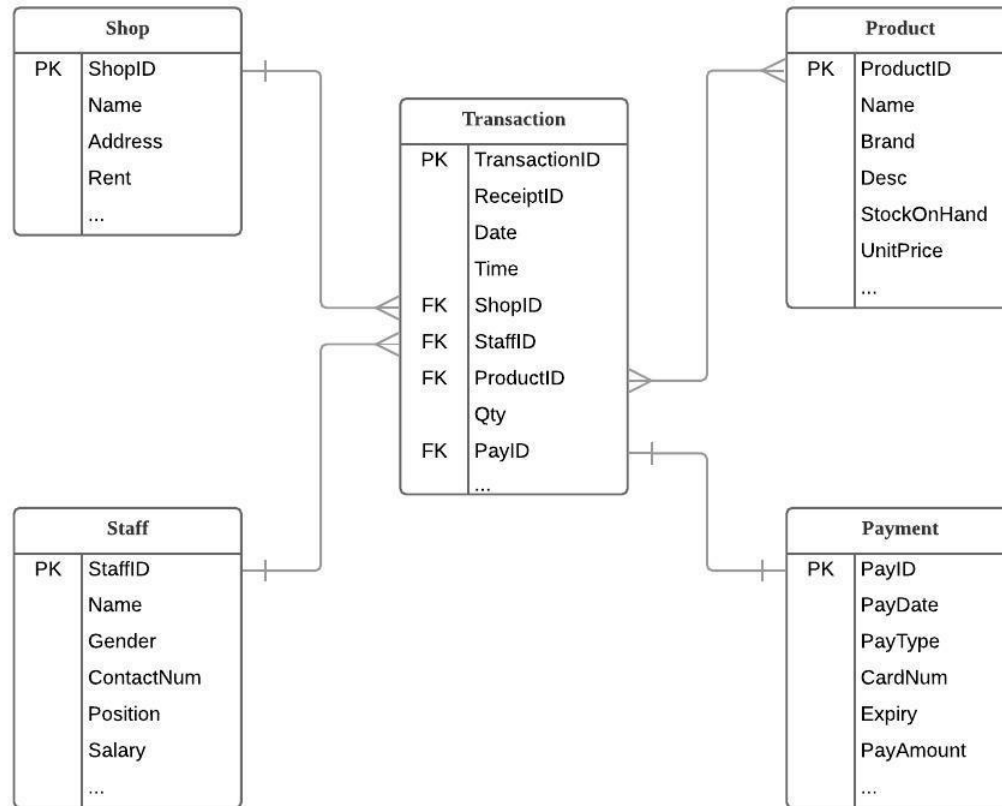 Shop
PK ShopID
Name
Address
Rent
...
Transaction
PK TransactionID
ReceiptID
Date
Time
FK ShopID
FK StaffID
FK ProductID
Qty
FK PayID
...
Product
PK ProductID
Name
Brand
Desc
StockOnHand
UnitPrice
...
Staff
PK StaffID
Name
Gender
ContactNum
Position
Salary
...
Payment
PK PayID
PayDate
PayType
CardNum
Expiry
PayAmount
...